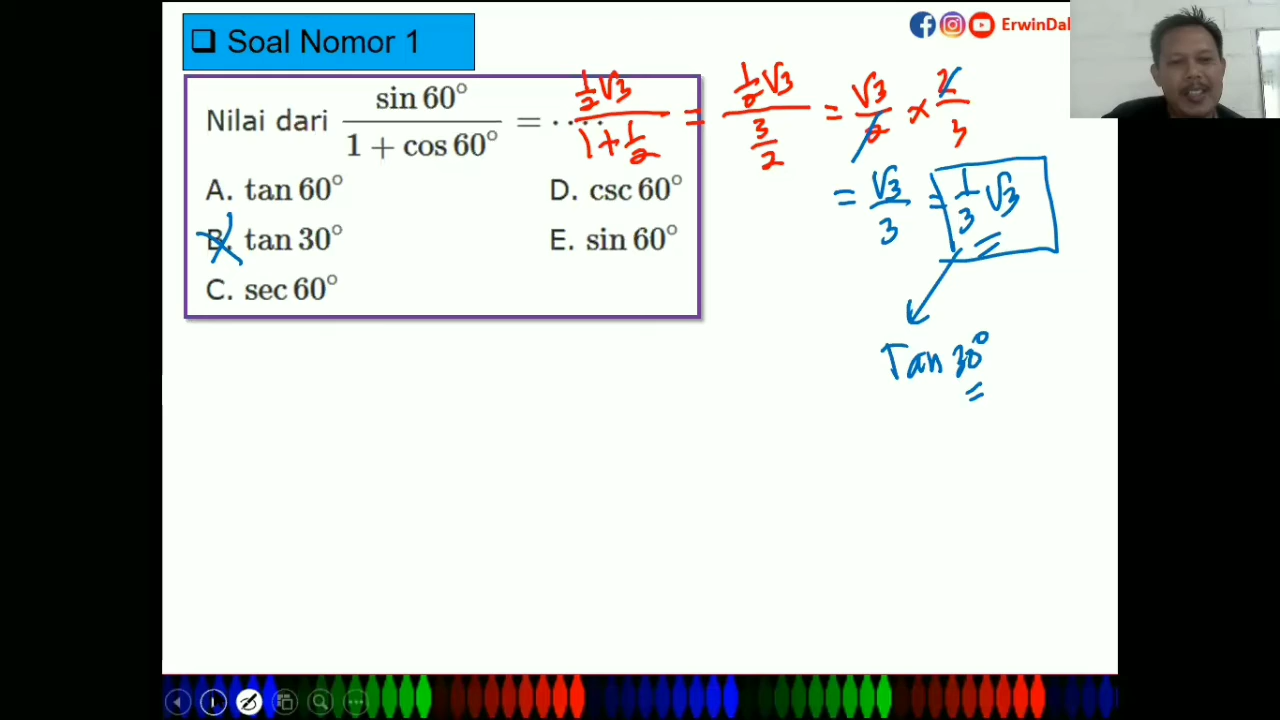 ❑ Soal Nomor 1
ErwinDal
Nilai dari sin 60° / (1 + cos 60°) = ····
A. tan 60°
B. tan 30°
C. sec 60°
D. csc 60°
E. sin 60°
(1/2 √3) / (1 + 1/2) = (1/2 √3) / (3/2) = √3/2 × 2/3
= √3/3 = 1/3 √3
Tan 30°